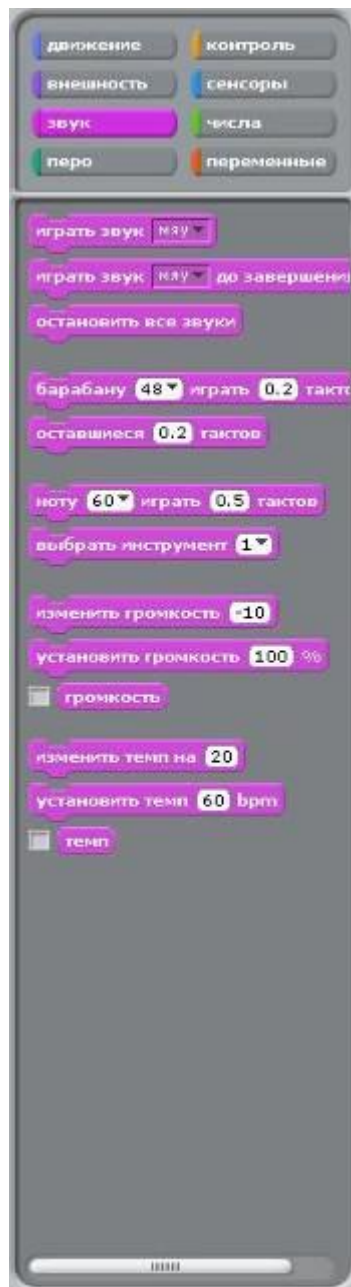 движение контроль
внешность сенсоры
звук числа
перо переменные
играть звук мяу
играть звук мяу до завершени
остановить все звуки
барабану 48 играть 0.2 такто
оставшиеся 0.2 тактов
ноту 60 играть 0.5 тактов
выбрать инструмент 1
изменить громкость -10
установить громкость 100 %
громкость
изменить темп на 20
установить темп 60 bpm
темп